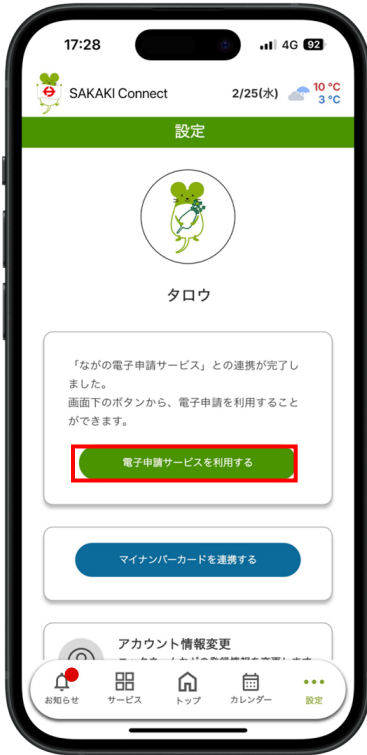 17:28
4G 92
SAKAKI Connect
2/25(水)
10 °C
3 °C
設定
タロウ
「ながの電子申請サービス」との連携が完了し
ました。
画面下のボタンから、電子申請を利用すること
ができます。
電子申請サービスを利用する
マイナンバーカードを連携する
アカウント情報変更
お知らせ
サービス
トップ
カレンダー
設定